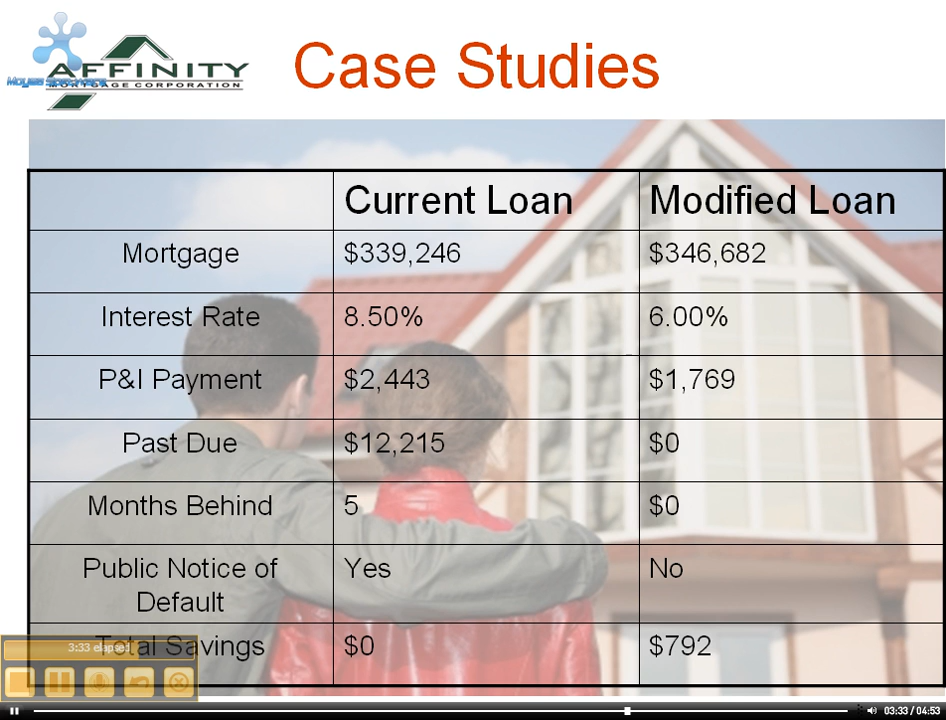 AFFINITY
MORTGAGE CORPORATION
Case Studies
Current Loan Modified Loan
Mortgage $339,246 $346,682
Interest Rate 8.50% 6.00%
P&I Payment $2,443 $1,769
Past Due $12,215 $0
Months Behind 5 $0
Public Notice of Yes No
Default
Total Savings $0 $792
3:33 elapsed
03:33 / 04:53